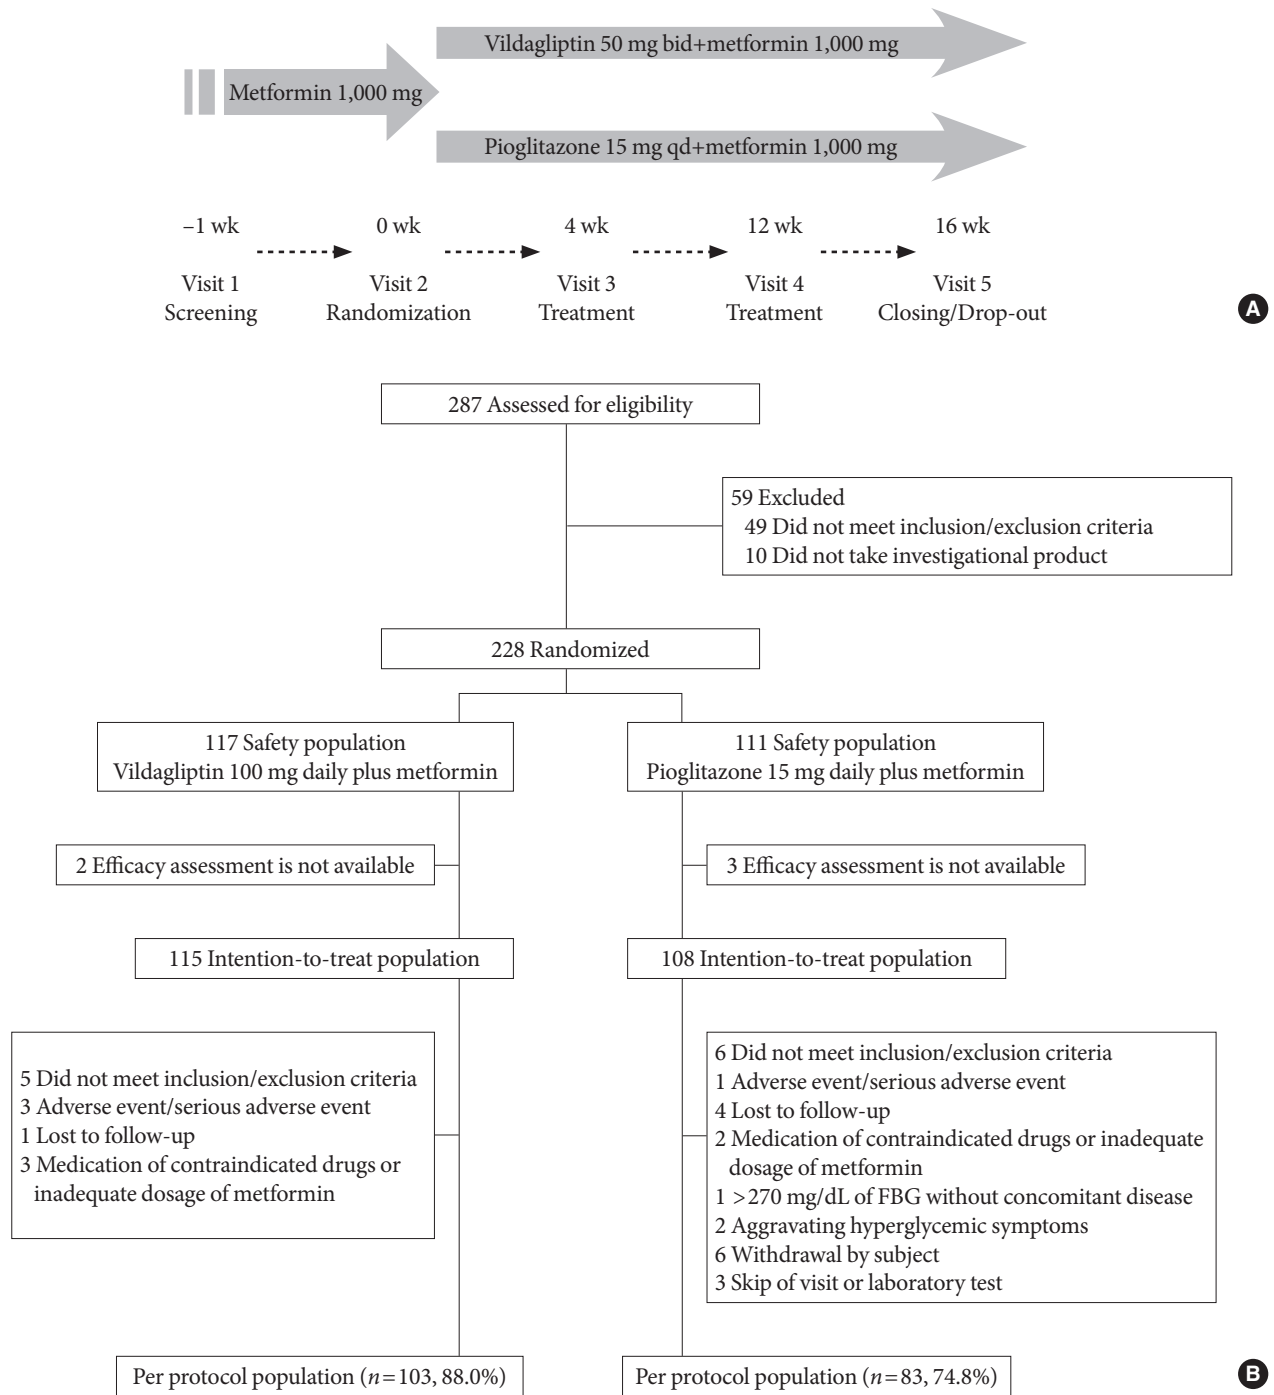 Vildagliptin 50 mg bid+metformin 1,000 mg
Metformin 1,000 mg
Pioglitazone 15 mg qd+metformin 1,000 mg
–1 wk
0 wk
4 wk
12 wk
16 wk
Visit 1
Screening
Visit 2
Randomization
Visit 3
Treatment
Visit 4
Treatment
Visit 5
Closing/Drop-out
A
287 Assessed for eligibility
59 Excluded
49 Did not meet inclusion/exclusion criteria
10 Did not take investigational product
228 Randomized
117 Safety population
Vildagliptin 100 mg daily plus metformin
111 Safety population
Pioglitazone 15 mg daily plus metformin
2 Efficacy assessment is not available
3 Efficacy assessment is not available
115 Intention-to-treat population
108 Intention-to-treat population
5 Did not meet inclusion/exclusion criteria
3 Adverse event/serious adverse event
1 Lost to follow-up
3 Medication of contraindicated drugs or
inadequate dosage of metformin
6 Did not meet inclusion/exclusion criteria
1 Adverse event/serious adverse event
4 Lost to follow-up
2 Medication of contraindicated drugs or inadequate
dosage of metformin
1 >270 mg/dL of FBG without concomitant disease
2 Aggravating hyperglycemic symptoms
6 Withdrawal by subject
3 Skip of visit or laboratory test
Per protocol population (n=103, 88.0%)
Per protocol population (n=83, 74.8%)
B